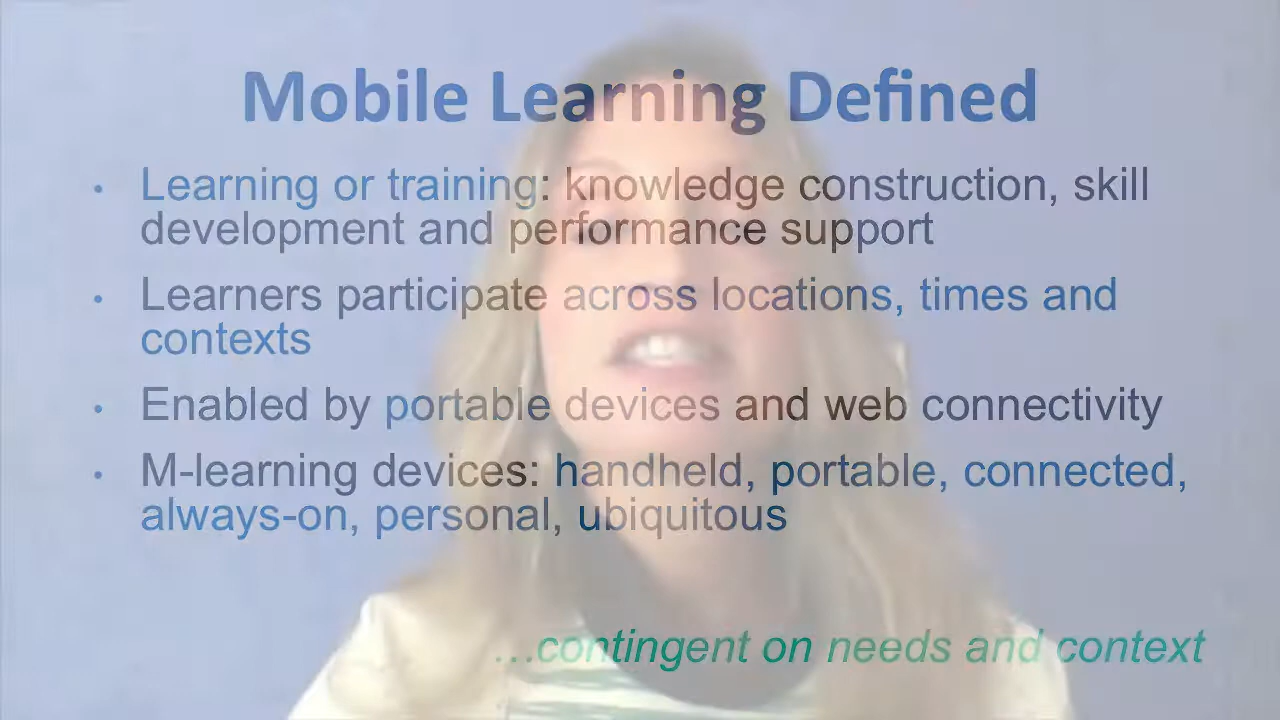 Mobile Learning Defined
• Learning or training: knowledge construction, skill
development and performance support
• Learners participate across locations, times and
contexts
• Enabled by portable devices and web connectivity
• M-learning devices: handheld, portable, connected,
always-on, personal, ubiquitous
…contingent on needs and context